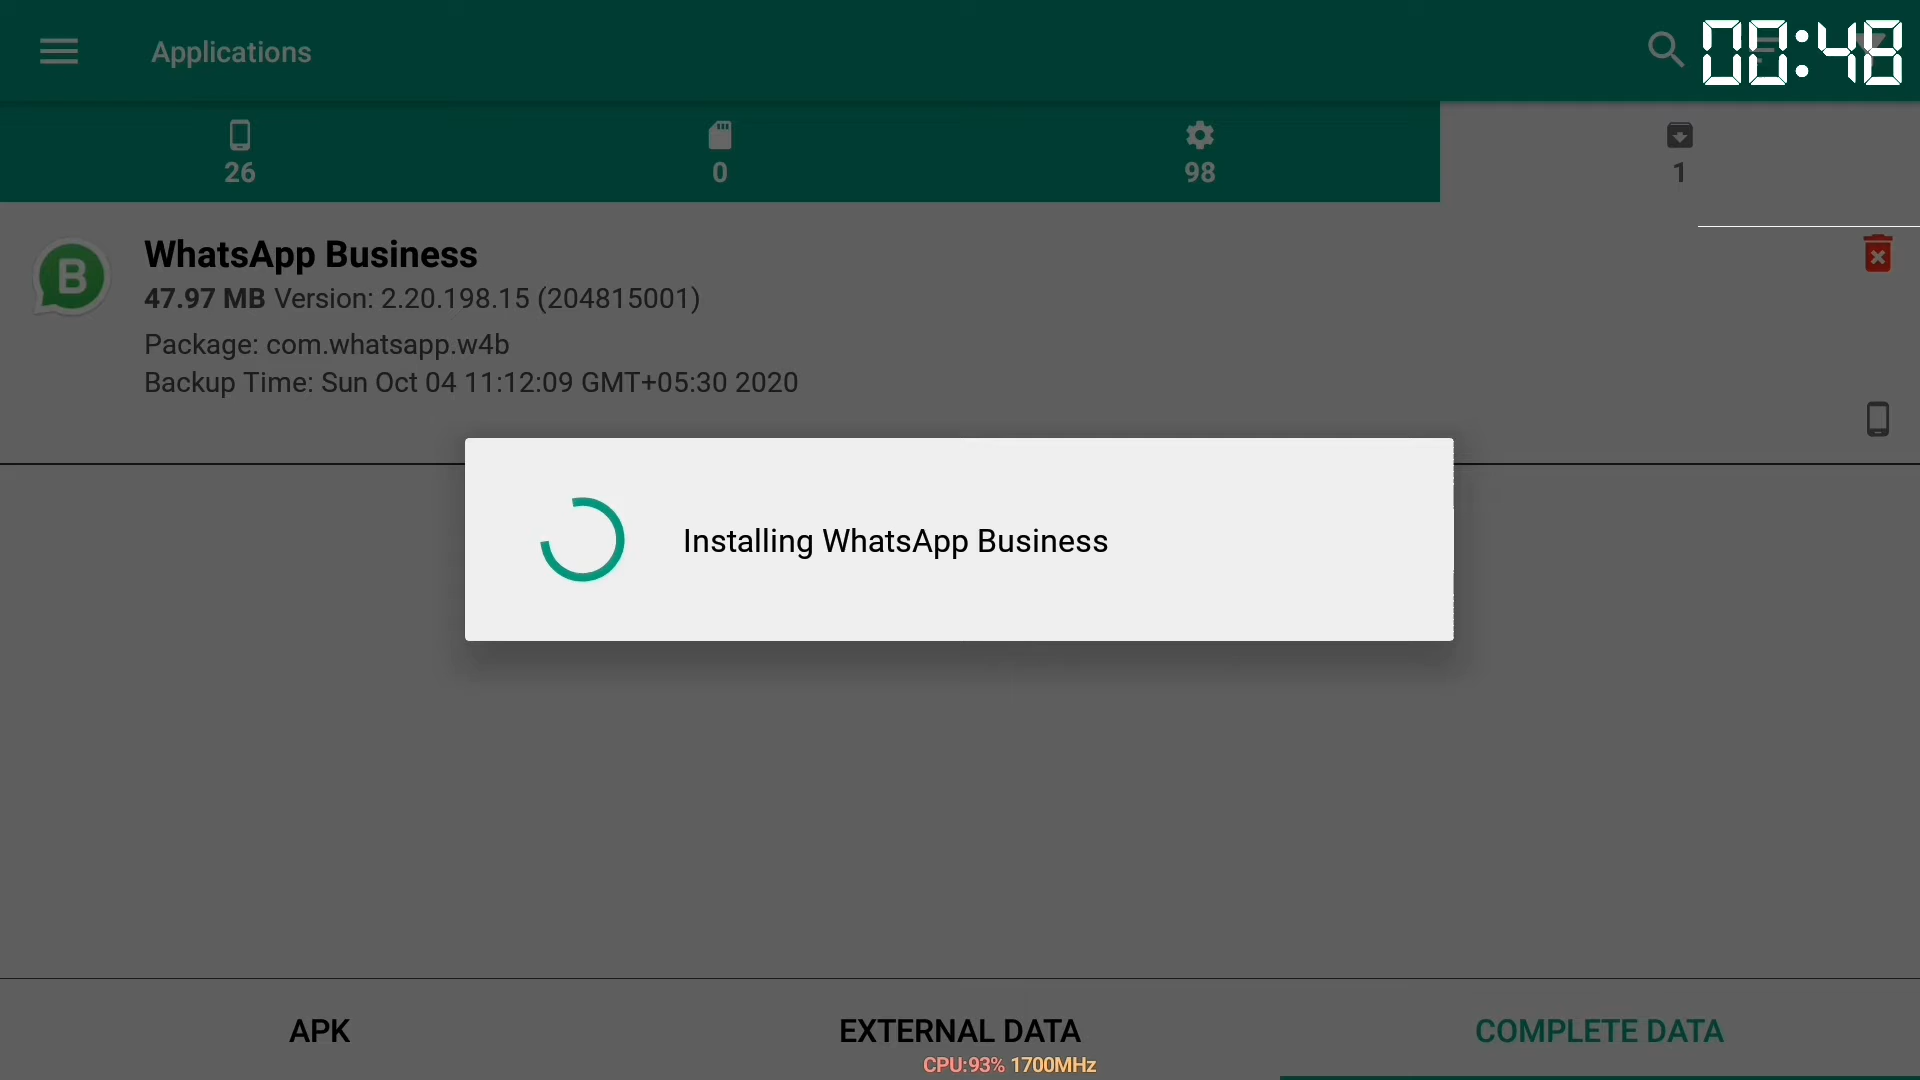 Applications
00:48
26
0
98
1
WhatsApp Business
47.97 MB Version: 2.20.198.15 (204815001)
Package: com.whatsapp.w4b
Backup Time: Sun Oct 04 11:12:09 GMT+05:30 2020
B
Installing WhatsApp Business
APK
EXTERNAL DATA
COMPLETE DATA
CPU:93% 1700MHz